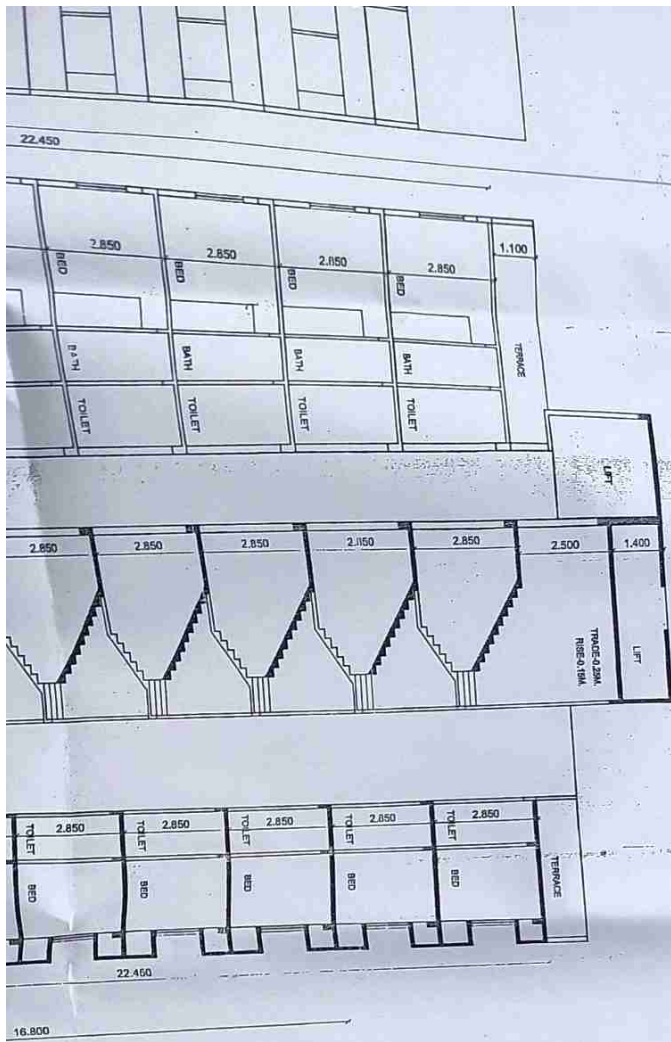 22.450
2.850
2.850
2.850
2.850
1.100
BED
BED
BED
BED
BATH
BATH
BATH
BATH
TERRACE
TOILET
TOILET
TOILET
TOILET
LIFT
2.850
2.850
2.850
2.850
2.850
2.500
1.400
TRADE-0.25M.
RISE-0.15M.
LIFT
TOILET
2.850
TOILET
2.850
TOILET
2.850
TOILET
2.850
TOILET
2.850
TERRACE
BED
BED
BED
BED
BED
22.450
16.800